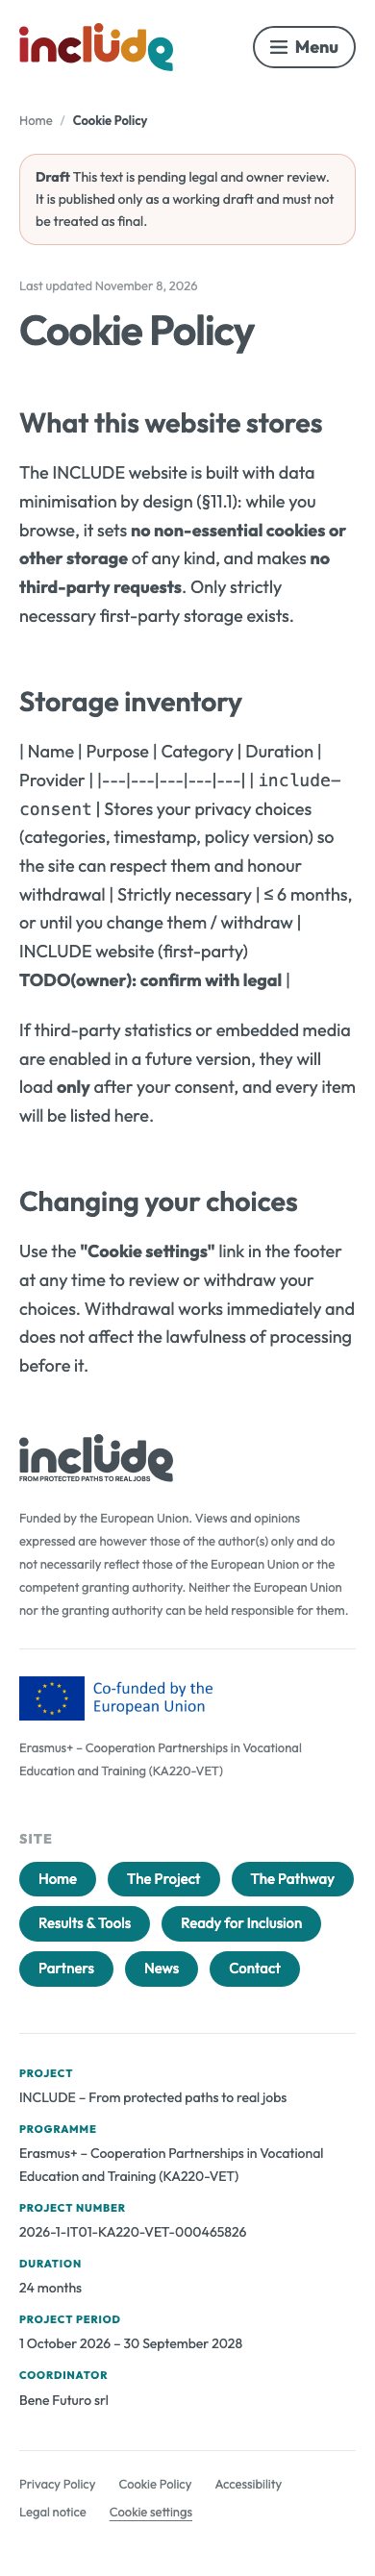 include
Menu
Home / Cookie Policy
Draft This text is pending legal and owner review.
It is published only as a working draft and must not
be treated as final.
Last updated November 8, 2026
Cookie Policy
What this website stores
The INCLUDE website is built with data
minimisation by design (§11.1): while you
browse, it sets no non-essential cookies or
other storage of any kind, and makes no
third-party requests. Only strictly
necessary first-party storage exists.
Storage inventory
| Name | Purpose | Category | Duration |
Provider | |---|---|---|---|---| | include-
consent | Stores your privacy choices
(categories, timestamp, policy version) so
the site can respect them and honour
withdrawal | Strictly necessary | ≤ 6 months,
or until you change them / withdraw |
INCLUDE website (first-party)
TODO(owner): confirm with legal |
If third-party statistics or embedded media
are enabled in a future version, they will
load only after your consent, and every item
will be listed here.
Changing your choices
Use the "Cookie settings" link in the footer
at any time to review or withdraw your
choices. Withdrawal works immediately and
does not affect the lawfulness of processing
before it.
include
FROM PROTECTED PATHS TO REAL JOBS
Funded by the European Union. Views and opinions
expressed are however those of the author(s) only and do
not necessarily reflect those of the European Union or the
competent granting authority. Neither the European Union
nor the granting authority can be held responsible for them.
Co-funded by the
European Union
Erasmus+ – Cooperation Partnerships in Vocational
Education and Training (KA220-VET)
SITE
Home The Project The Pathway
Results & Tools Ready for Inclusion
Partners News Contact
PROJECT
INCLUDE – From protected paths to real jobs
PROGRAMME
Erasmus+ – Cooperation Partnerships in Vocational
Education and Training (KA220-VET)
PROJECT NUMBER
2026-1-IT01-KA220-VET-000465826
DURATION
24 months
PROJECT PERIOD
1 October 2026 – 30 September 2028
COORDINATOR
Bene Futuro srl
Privacy Policy Cookie Policy Accessibility
Legal notice Cookie settings